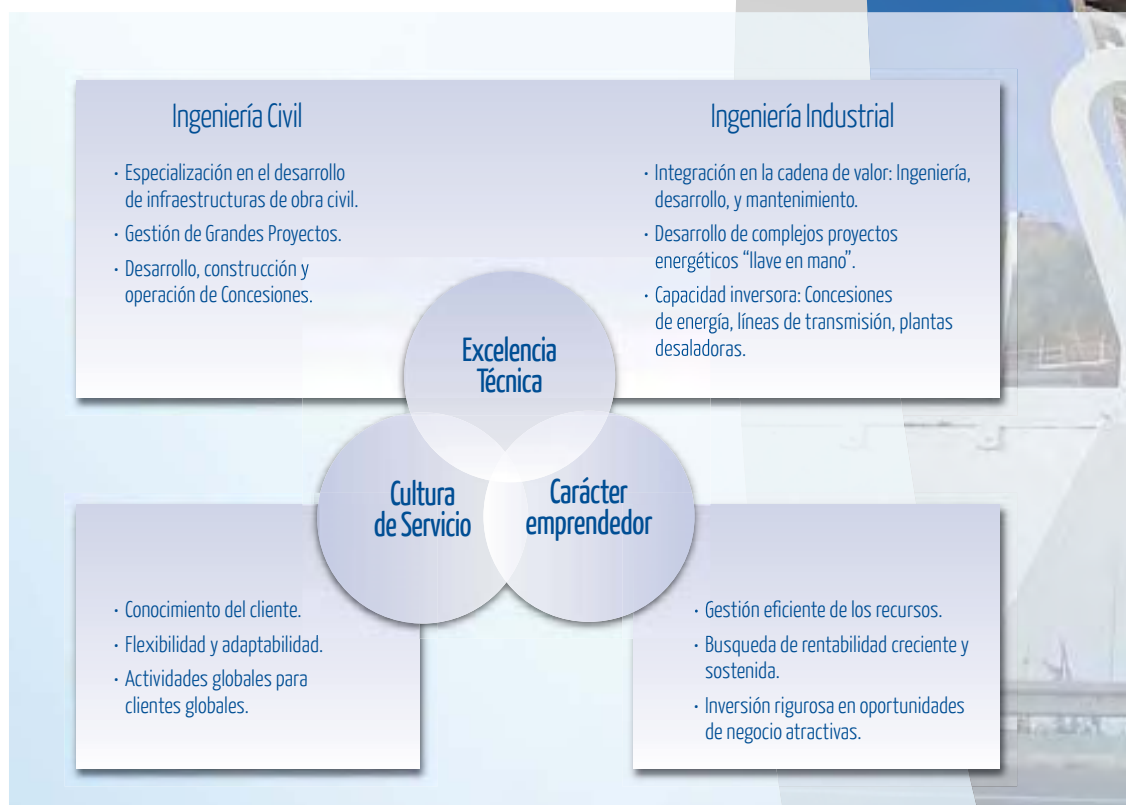 Ingeniería Civil
· Especialización en el desarrollo
de infraestructuras de obra civil.
· Gestión de Grandes Proyectos.
· Desarrollo, construcción y
operación de Concesiones.
Ingeniería Industrial
· Integración en la cadena de valor: Ingeniería,
desarrollo, y mantenimiento.
· Desarrollo de complejos proyectos
energéticos “llave en mano”.
· Capacidad inversora: Concesiones
de energía, líneas de transmisión, plantas
desaladoras.
Excelencia
Técnica
Cultura
de Servicio
Carácter
emprendedor
· Conocimiento del cliente.
· Flexibilidad y adaptabilidad.
· Actividades globales para
clientes globales.
· Gestión eficiente de los recursos.
· Busqueda de rentabilidad creciente y
sostenida.
· Inversión rigurosa en oportunidades
de negocio atractivas.